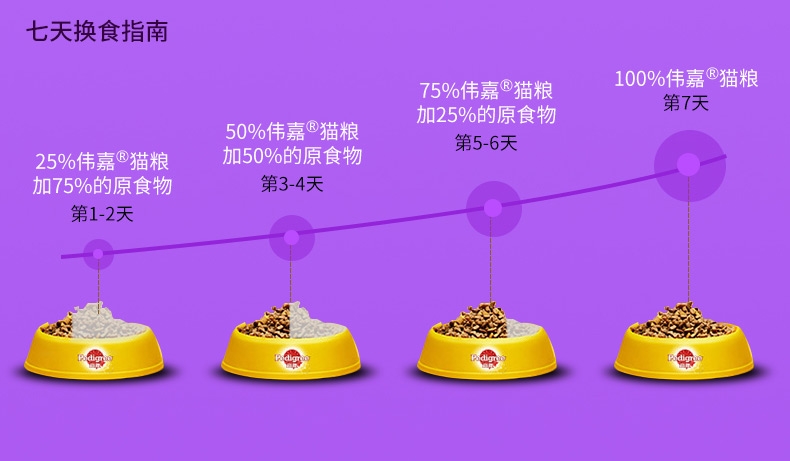 七天换食指南
25%伟嘉®猫粮
加75%的原食物
第1-2天
50%伟嘉®猫粮
加50%的原食物
第3-4天
75%伟嘉®猫粮
加25%的原食物
第5-6天
100%伟嘉®猫粮
第7天
Pedigree
Pedigree
Pedigree
Pedigree